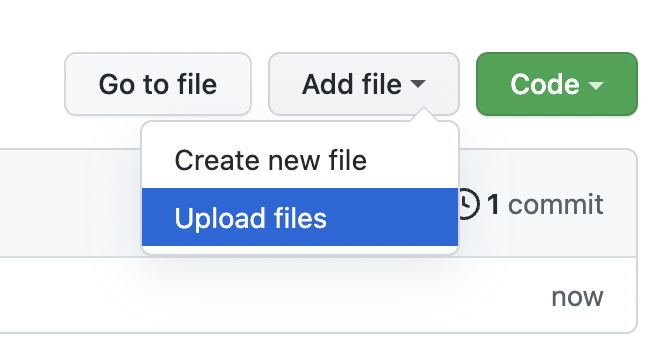 Go to file
Add file
Code
Create new file
Upload files
1 commit
now